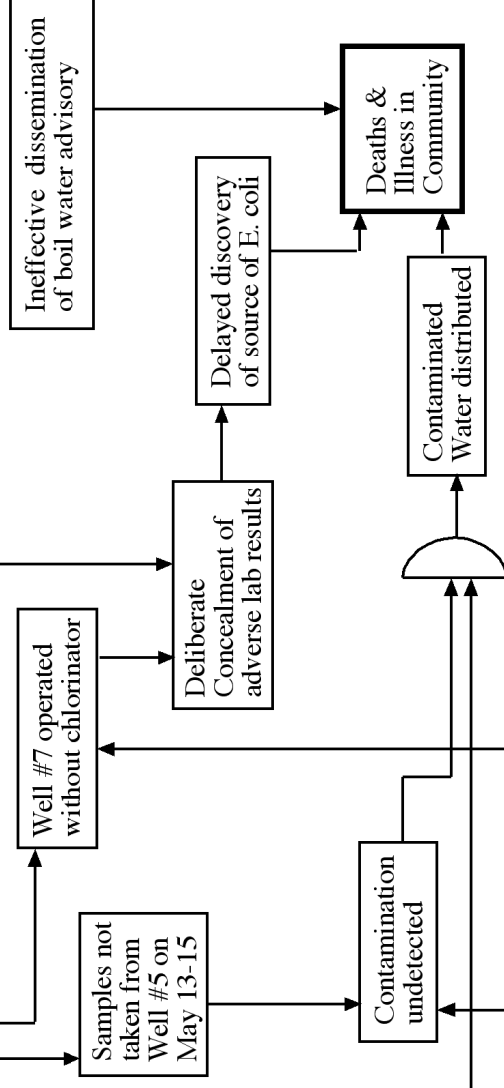 Ineffective dissemination
of boil water advisory
Deaths &
Illness in
Community
Delayed discovery
of source of E. coli
Contaminated
Water distributed
Deliberate
Concealment of
adverse lab results
Well #7 operated
without chlorinator
Samples not
taken from
Well #5 on
May 13-15
Contamination
undetected